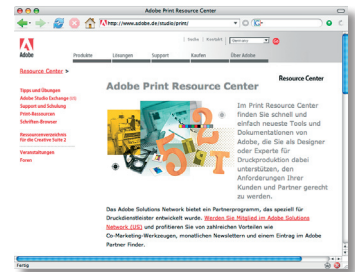 Adobe Print Resource Center
http://www.adobe.de/studio/print/
Suche | Kontakt | Germany
Adobe
Produkte Lösungen Support Kaufen Über Adobe
Resource Center >
Resource Center
Tipps und Übungen
Adobe Studio Exchange (US)
Support und Schulung
Print-Ressourcen
Schriften-Browser
Ressourcenverzeichnis
für die Creative Suite 2
Veranstaltungen
Foren
Adobe Print Resource Center
Im Print Resource Center
finden Sie schnell und
einfach neueste Tools und
Dokumentationen von
Adobe, die Sie als Designer
oder Experte für
Druckproduktion dabei
unterstützen, den
Anforderungen Ihrer
Kunden und Partner gerecht
zu werden.
Das Adobe Solutions Network bietet ein Partnerprogramm, das speziell für
Druckdienstleister entwickelt wurde. Werden Sie Mitglied im Adobe Solutions
Network (US) und profitieren Sie von zahlreichen Vorteilen wie
Co-Marketing-Werkzeugen, monatlichen Newslettern und einem Eintrag im Adobe
Partner Finder.
Fertig